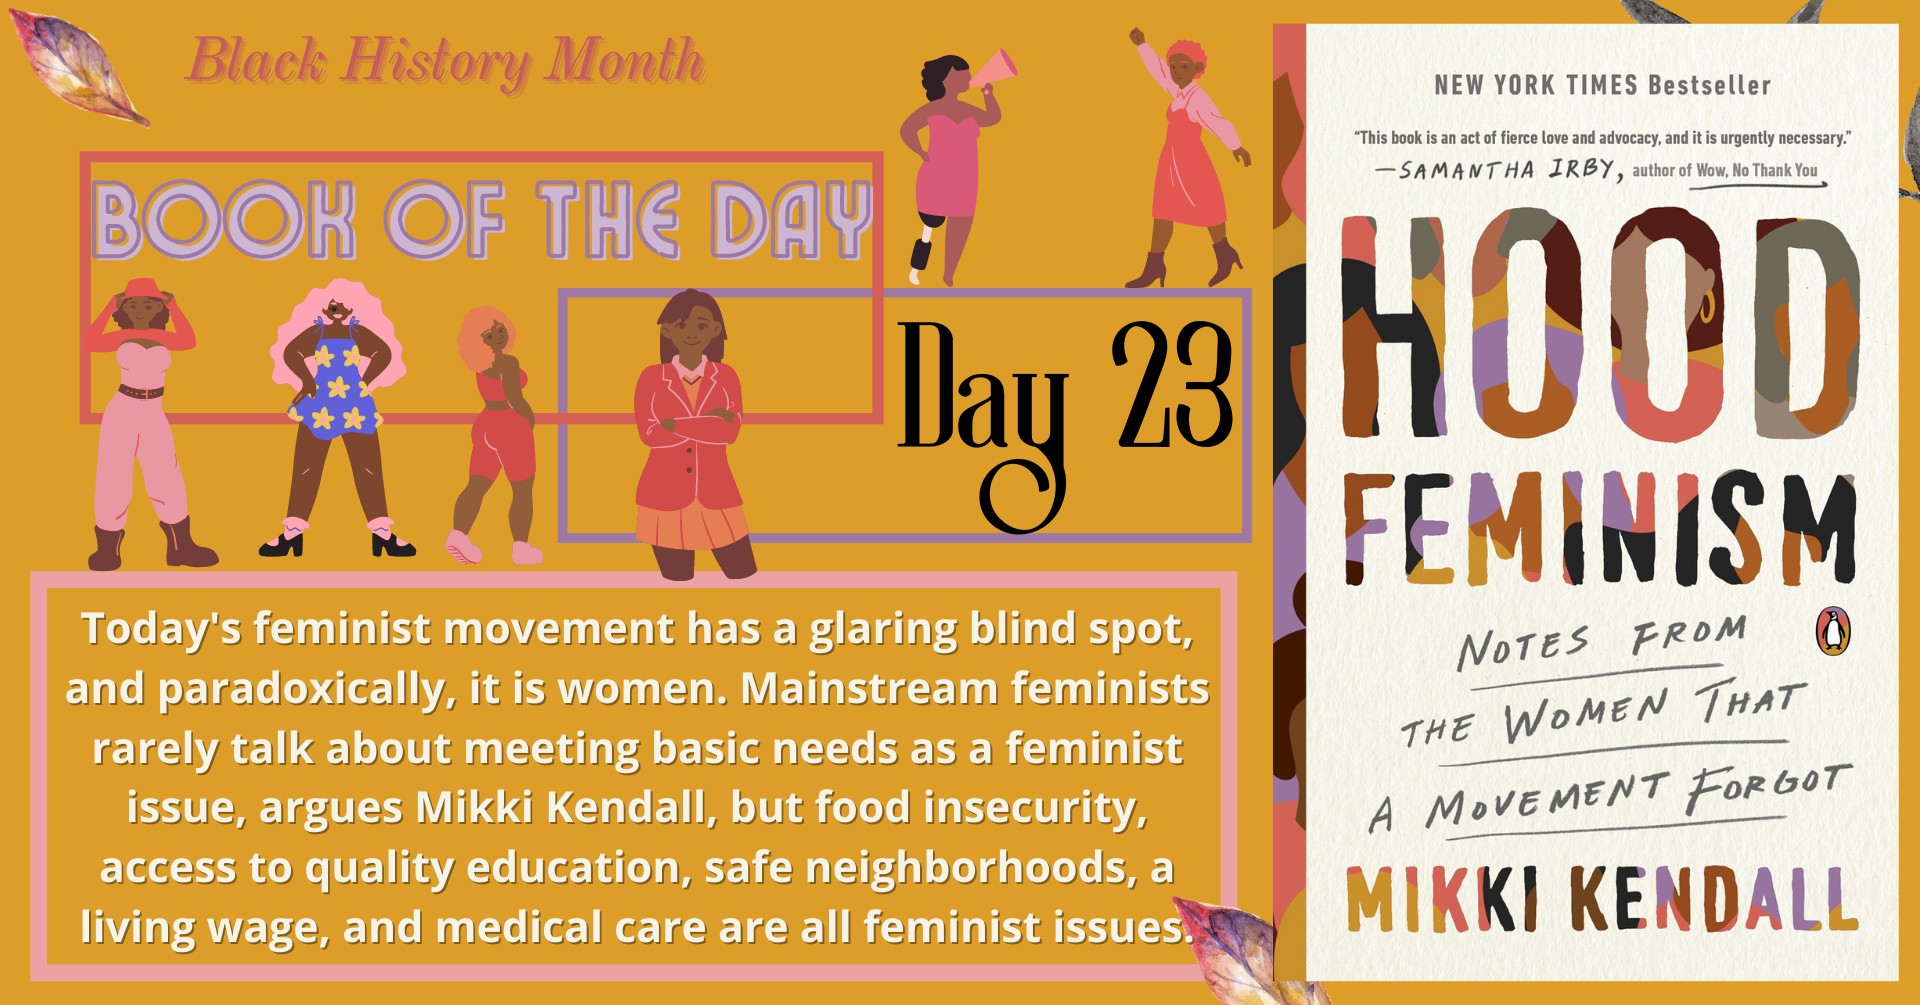 Black History Month
BOOK OF THE DAY
Day 23
Today's feminist movement has a glaring blind spot,
and paradoxically, it is women. Mainstream feminists
rarely talk about meeting basic needs as a feminist
issue, argues Mikki Kendall, but food insecurity,
access to quality education, safe neighborhoods, a
living wage, and medical care are all feminist issues.
NEW YORK TIMES Bestseller
“This book is an act of fierce love and advocacy, and it is urgently necessary.”
—SAMANTHA IRBY, author of Wow, No Thank You
HOOD
FEMINISM
NOTES FROM
THE WOMEN THAT
A MOVEMENT FORGOT
MIKKI KENDALL